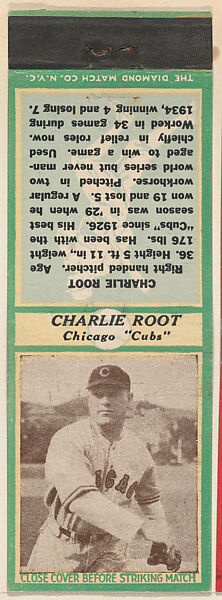 THE DIAMOND MATCH CO. N.Y.C.
CHARLIE ROOT
Right handed pitcher. Age
36. Height 5 ft. 11 in., weight
176 lbs. Has been with the
"Cubs" since 1926. His best
season was in '29 when he
won 19 and lost 5. A regular
workhorse. Pitched in two
world series but never man-
aged to win a game. Used
chiefly in relief roles now.
Worked in 34 games during
1934, winning 4 and losing 7.
CHARLIE ROOT
Chicago "Cubs"
C
CHICAGO
CLOSE COVER BEFORE STRIKING MATCH